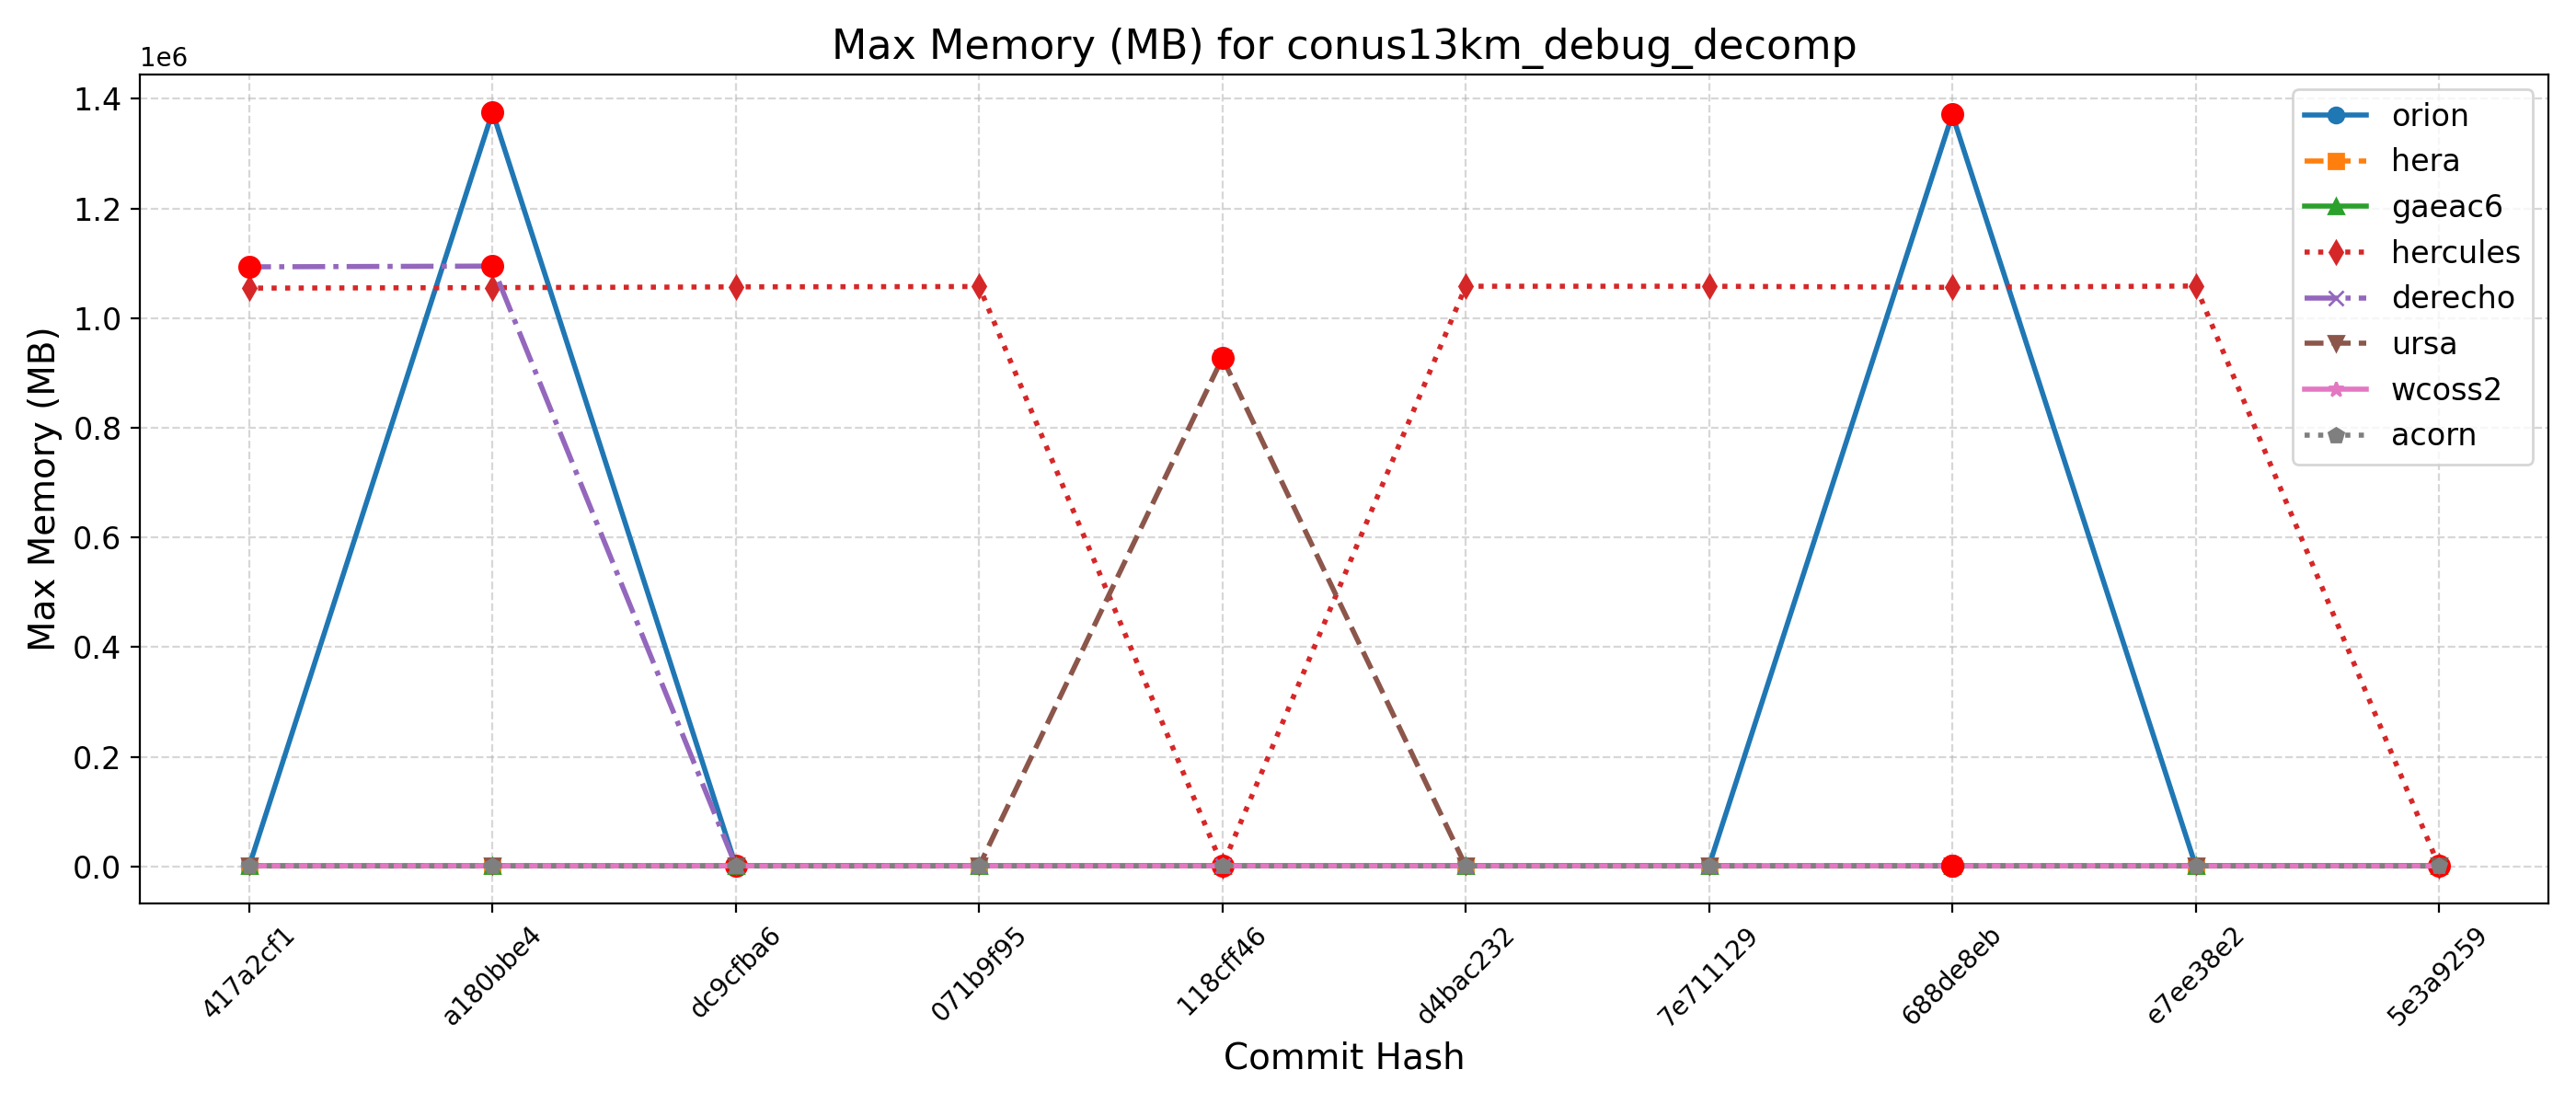 Max Memory (MB) for conus13km_debug_decomp
1e6
1.4
1.2
1.0
0.8
0.6
0.4
0.2
0.0
Max Memory (MB)
orion
hera
gaeac6
hercules
derecho
ursa
wcoss2
acorn
417a2cf1
a180bbe4
dc9cfba6
071b9f95
118cff46
d4bac232
7e711129
688de8eb
e7ee38e2
5e3a9259
Commit Hash